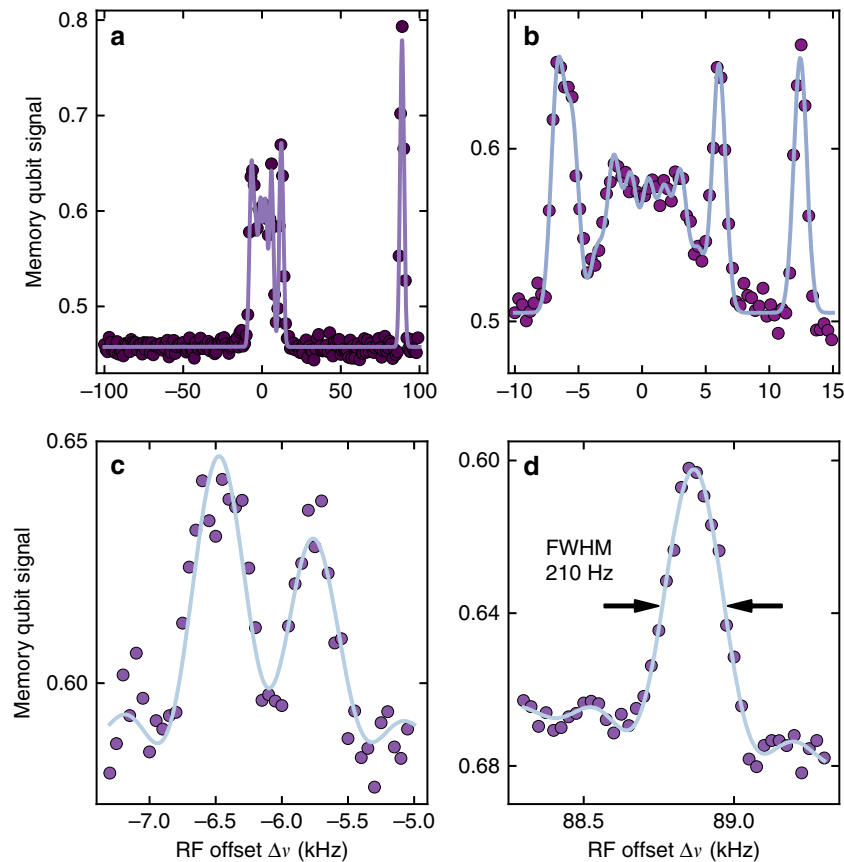 a
0.8
0.7
0.6
0.5
Memory qubit signal
−100 −50 0 50 100
b
0.6
0.5
−10 −5 0 5 10 15
c
0.65
0.60
Memory qubit signal
−7.0 −6.5 −6.0 −5.5 −5.0
RF offset Δν (kHz)
d
0.60
0.64
0.68
FWHM
210 Hz
88.5 89.0
RF offset Δν (kHz)